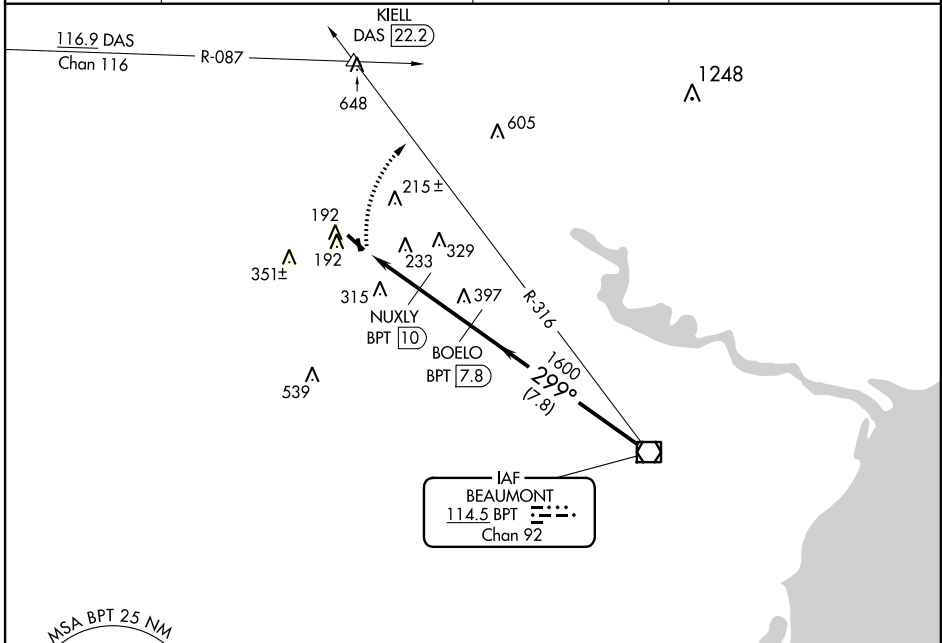 KIELL
DAS 22.2
116.9 DAS
Chan 116
R-087
648
1248
605
215±
192
192
351±
233
329
315
397
NUXLY
BPT 10
BOELO
BPT 7.8
R-316
539
1600
299°
(7.8)
IAF
BEAUMONT
114.5 BPT
Chan 92
MSA BPT 25 NM